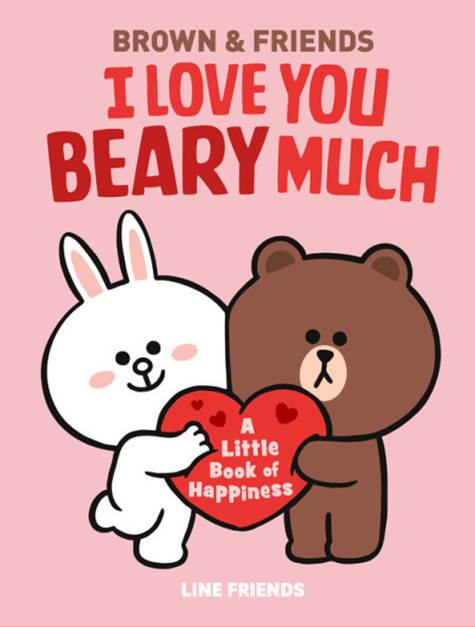 BROWN & FRIENDS
I LOVE YOU
BEARY MUCH
A
Little
Book of
Happiness
LINE FRIENDS